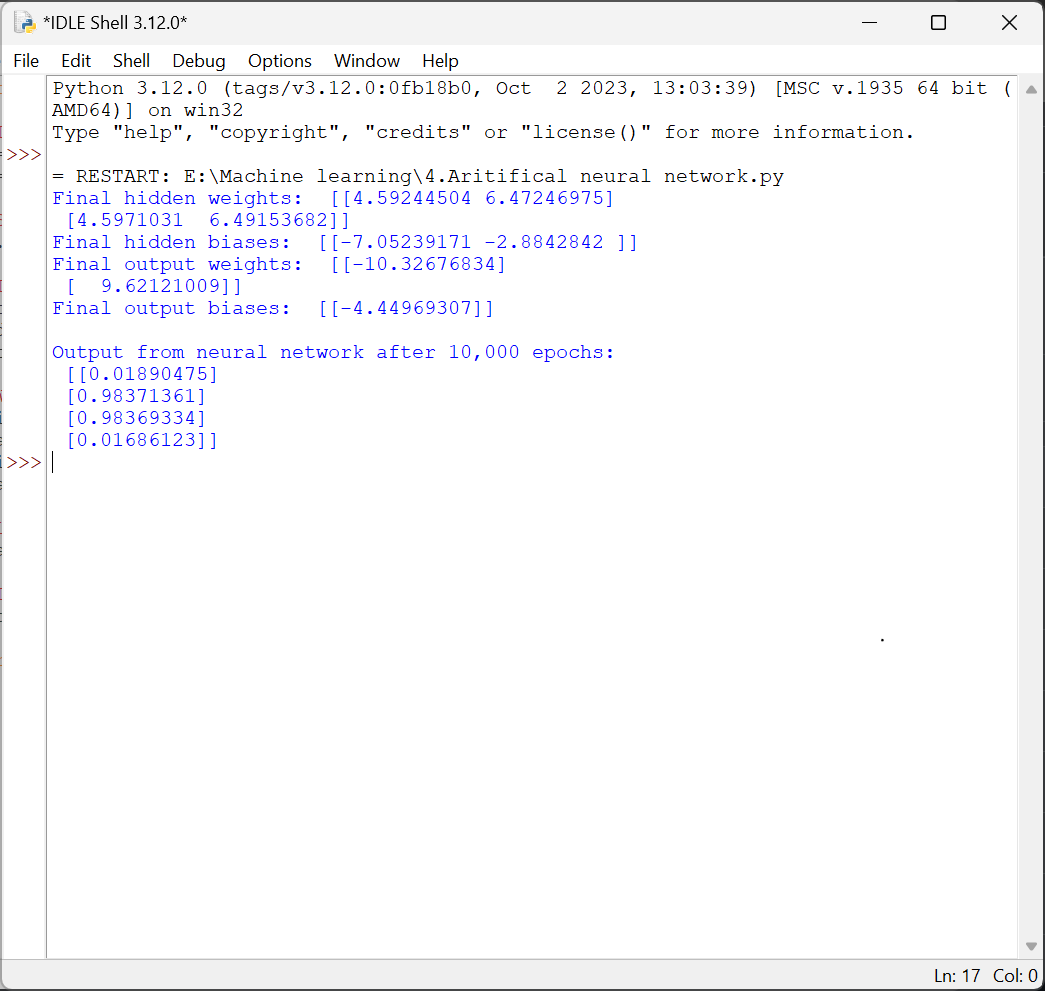 *IDLE Shell 3.12.0*
File Edit Shell Debug Options Window Help
Python 3.12.0 (tags/v3.12.0:0fb18b0, Oct  2 2023, 13:03:39) [MSC v.1935 64 bit (
AMD64)] on win32
Type "help", "copyright", "credits" or "license()" for more information.
>>>
= RESTART: E:\Machine learning\4.Aritifical neural network.py
Final hidden weights:  [[4.59244504 6.47246975]
 [4.5971031  6.49153682]]
Final hidden biases:  [[-7.05239171 -2.8842842 ]]
Final output weights:  [[-10.32676834]
 [  9.62121009]]
Final output biases:  [[-4.44969307]]
Output from neural network after 10,000 epochs:
 [[0.01890475]
 [0.98371361]
 [0.98369334]
 [0.01686123]]
>>>
Ln: 17 Col: 0